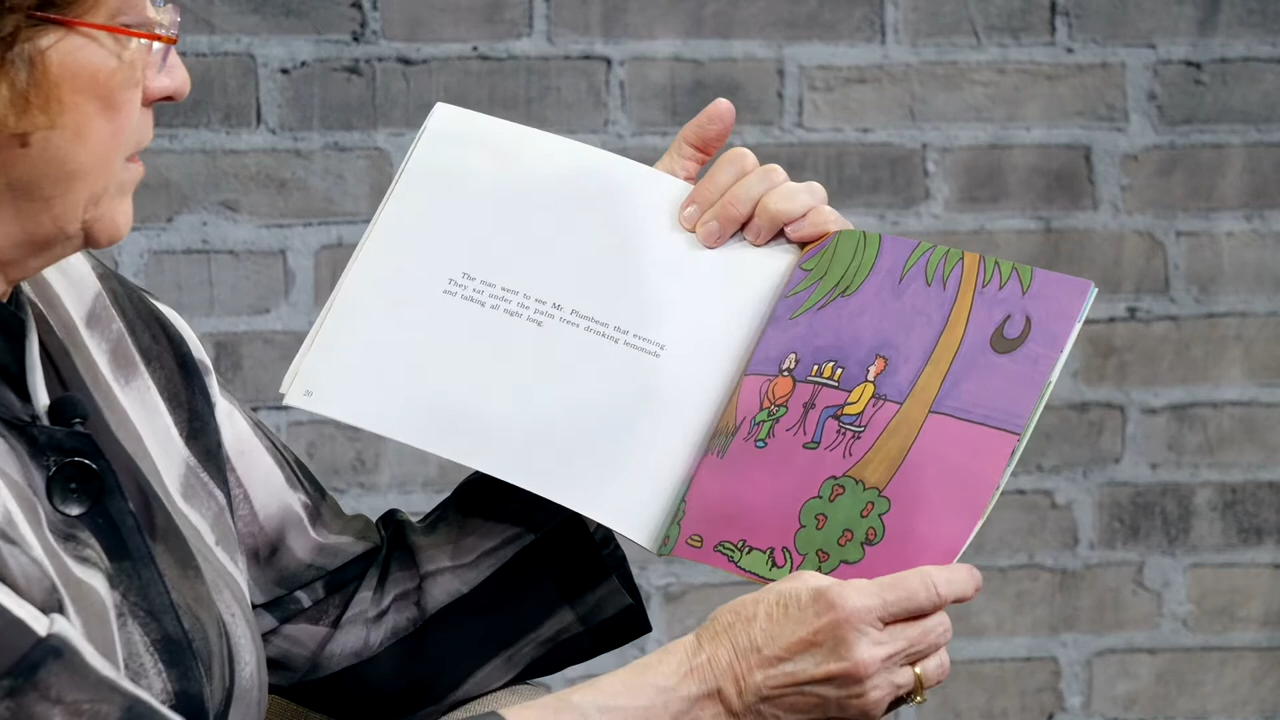 The man went to see Mr. Plumbean that evening.
They sat under the palm trees drinking lemonade
and talking all night long.
20